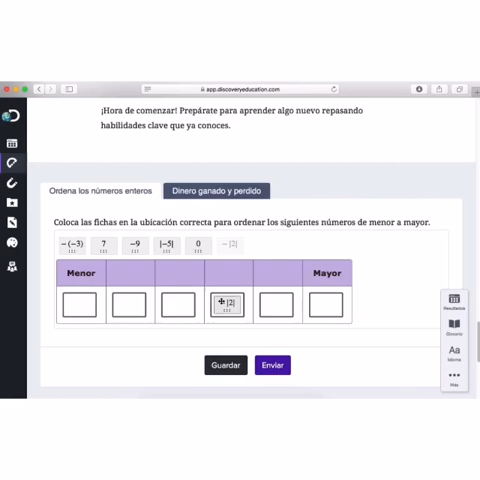 app.discoveryeducation.com
¡Hora de comenzar! Prepárate para aprender algo nuevo repasando
habilidades clave que ya conoces.
Ordena los números enteros
Dinero ganado y perdido
Coloca las fichas en la ubicación correcta para ordenar los siguientes números de menor a mayor.
−(−3) 7 −9 |−5| 0 −|2|
Menor Mayor
|2|
Resultados
Glosario
Aa
Idioma
Más
Guardar Enviar